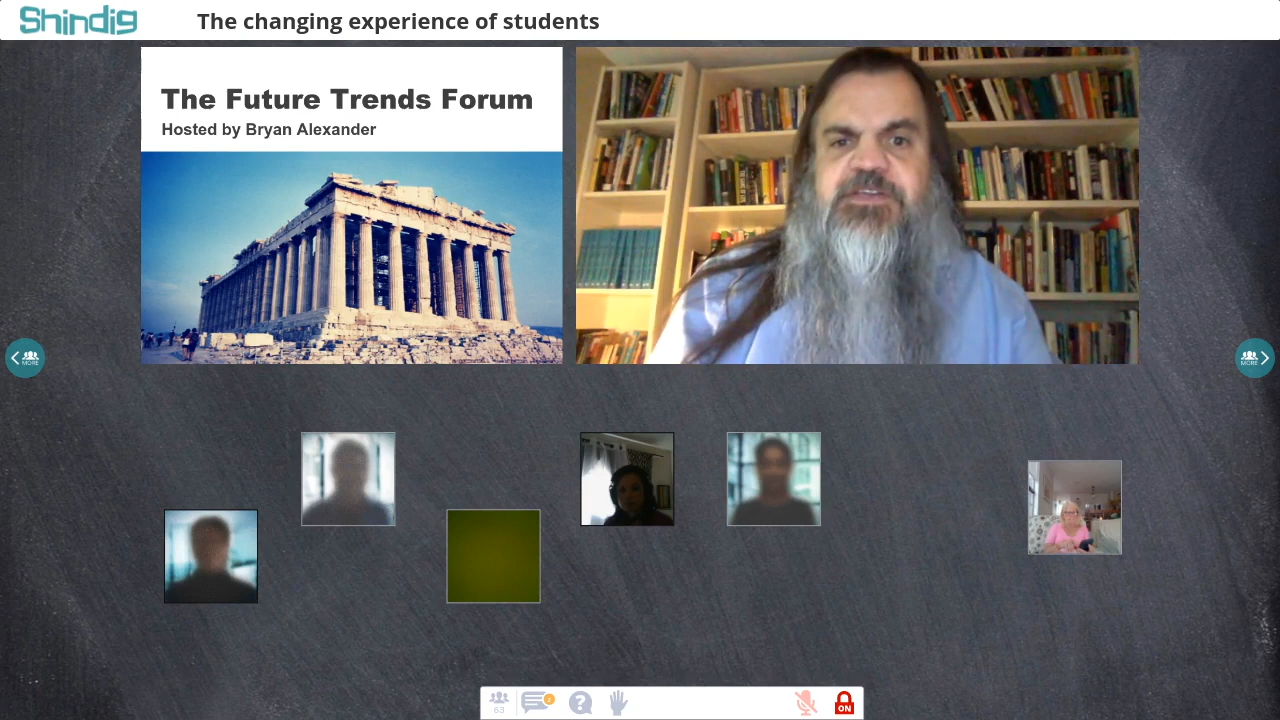 Shindig
The changing experience of students
The Future Trends Forum
Hosted by Bryan Alexander
MORE
MORE
63
ON